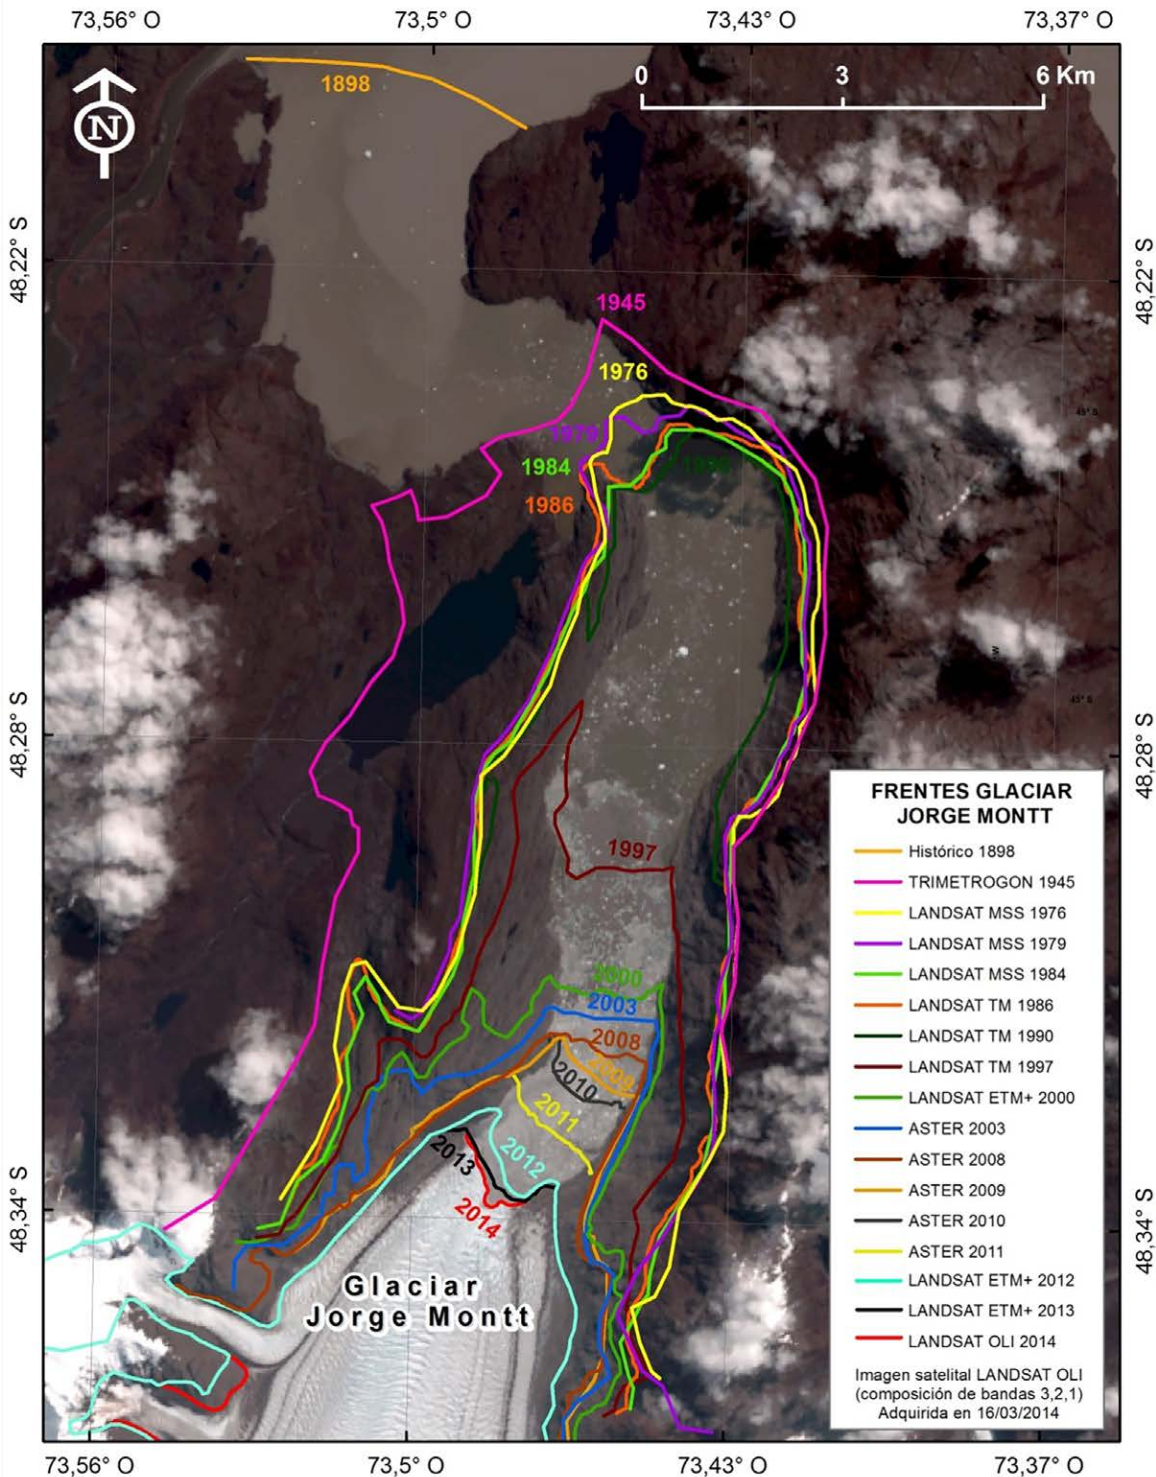 73,56° O
73,5° O
73,43° O
73,37° O
1898
0
3
6 Km
N
48,22° S
48,22° S
1945
1976
1979
45° S
1984
1990
1986
W
45° S
48,28° S
48,28° S
FRENTES GLACIAR
JORGE MONTT
1997
Histórico 1898
TRIMETROGON 1945
LANDSAT MSS 1976
LANDSAT MSS 1979
LANDSAT MSS 1984
LANDSAT TM 1986
LANDSAT TM 1990
LANDSAT TM 1997
LANDSAT ETM+ 2000
ASTER 2003
ASTER 2008
ASTER 2009
ASTER 2010
ASTER 2011
LANDSAT ETM+ 2012
LANDSAT ETM+ 2013
LANDSAT OLI 2014
Imagen satelital LANDSAT OLI
(composición de bandas 3,2,1)
Adquirida en 16/03/2014
2000
2003
2008
2009
2010
2011
2012
2013
2014
48,34° S
48,34° S
Glaciar
Jorge Montt
73,56° O
73,5° O
73,43° O
73,37° O